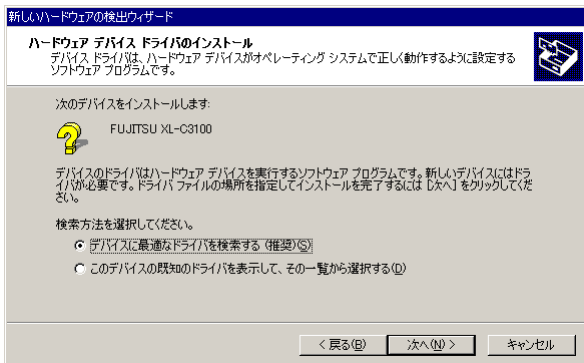 新しいハードウェアの検出ウィザード
ハードウェア デバイス ドライバのインストール
デバイス ドライバは、ハードウェア デバイスがオペレーティング システムで正しく動作するように設定する
ソフトウェア プログラムです。
次のデバイスをインストールします:
FUJITSU XL-C3100
デバイスのドライバはハードウェア デバイスを実行するソフトウェア プログラムです。新しいデバイスにはドラ
イバが必要です。ドライバ ファイルの場所を指定してインストールを完了するには [次へ] をクリックしてくだ
さい。
検索方法を選択してください。
デバイスに最適なドライバを検索する (推奨)(S)
このデバイスの既知のドライバを表示して、その一覧から選択する(D)
< 戻る(B)
次へ(N) >
キャンセル